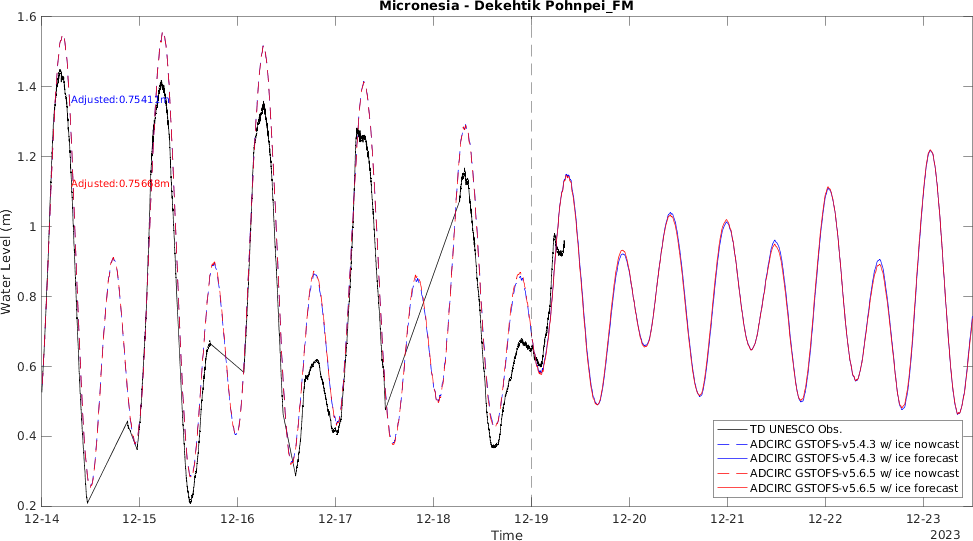 Micronesia - Dekehtik Pohnpei_FM
1.6
1.4
1.2
1
0.8
0.6
0.4
0.2
Water Level (m)
Adjusted:0.75411m
Adjusted:0.75668m
TD UNESCO Obs.
ADCIRC GSTOFS-v5.4.3 w/ ice nowcast
ADCIRC GSTOFS-v5.4.3 w/ ice forecast
ADCIRC GSTOFS-v5.6.5 w/ ice nowcast
ADCIRC GSTOFS-v5.6.5 w/ ice forecast
12-14 12-15 12-16 12-17 12-18 12-19 12-20 12-21 12-22 12-23
Time
2023